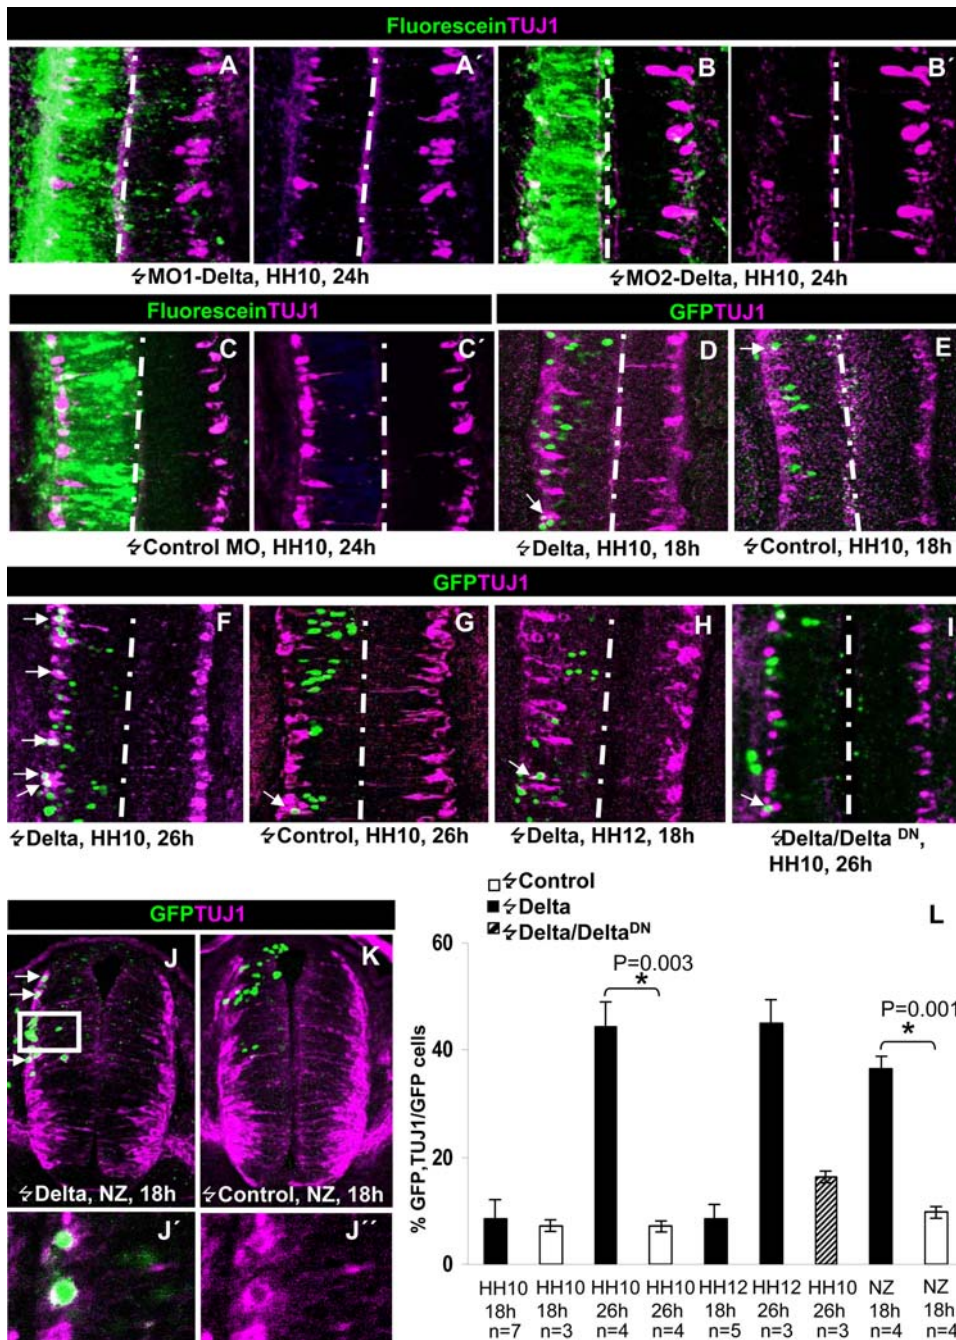 FluoresceinTUJ1
A A´ B B´
↯MO1-Delta, HH10, 24h
↯MO2-Delta, HH10, 24h
FluoresceinTUJ1
GFPTUJ1
C C´ D E
↯Control MO, HH10, 24h
↯Delta, HH10, 18h
↯Control, HH10, 18h
GFPTUJ1
F G H I
↯Delta, HH10, 26h
↯Control, HH10, 26h
↯Delta, HH12, 18h
↯Delta/Delta DN,
HH10, 26h
GFPTUJ1
J K
↯Delta, NZ, 18h
↯Control, NZ, 18h
J´ J´´
↯Control
↯Delta
↯Delta/DeltaDN
L
% GFP,TUJ1/GFP cells
60
40
20
0
P=0.003
*
P=0.001
*
HH10 HH10 HH10 HH10 HH12 HH12 HH10 NZ NZ
18h 18h 26h 26h 18h 26h 26h 18h 18h
n=7 n=3 n=4 n=4 n=5 n=3 n=3 n=4 n=4